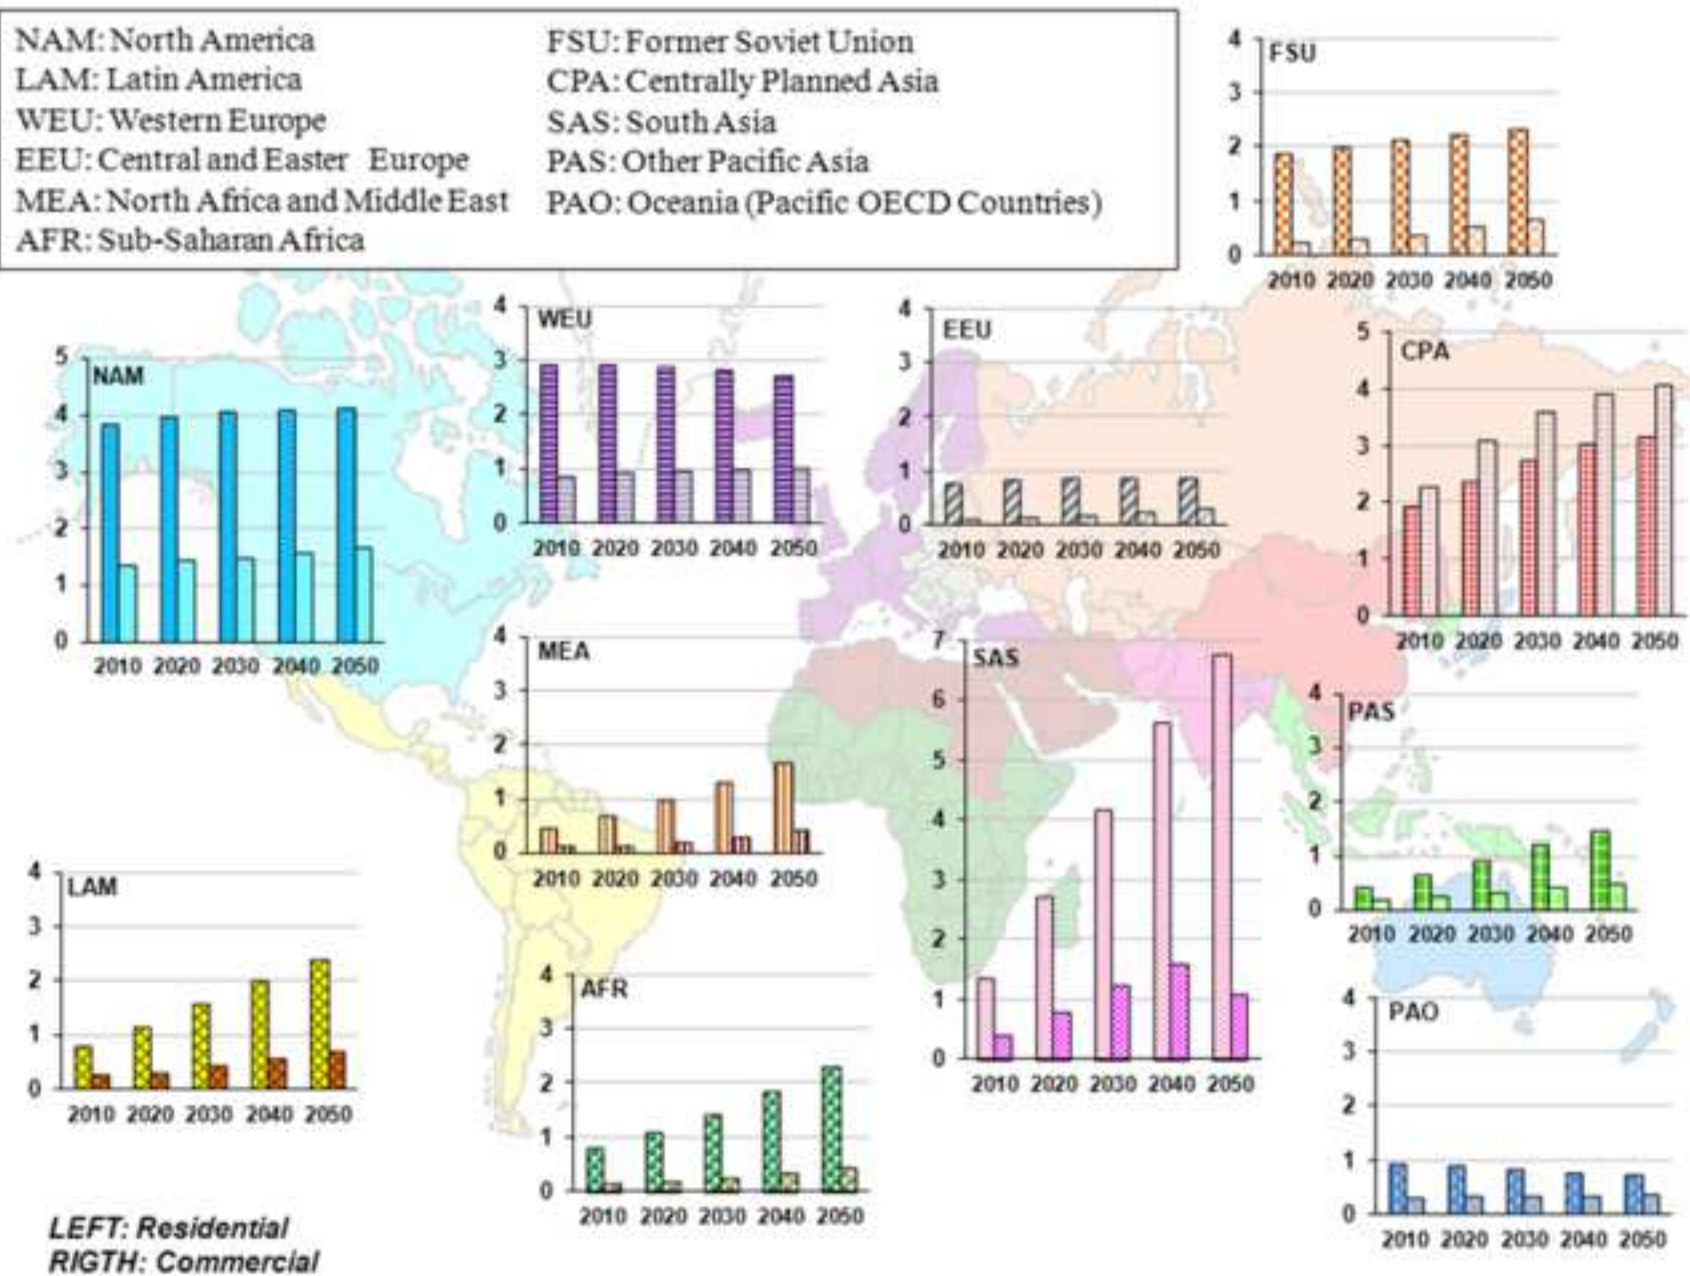 NAM: North America
LAM: Latin America
WEU: Western Europe
EEU: Central and Easter Europe
MEA: North Africa and Middle East
AFR: Sub-Saharan Africa
FSU: Former Soviet Union
CPA: Centrally Planned Asia
SAS: South Asia
PAS: Other Pacific Asia
PAO: Oceania (Pacific OECD Countries)
FSU
4
3
2
1
0
2010 2020 2030 2040 2050
NAM
5
4
3
2
1
0
2010 2020 2030 2040 2050
WEU
4
3
2
1
0
2010 2020 2030 2040 2050
EEU
4
3
2
1
0
2010 2020 2030 2040 2050
CPA
5
4
3
2
1
0
2010 2020 2030 2040 2050
MEA
4
3
2
1
0
2010 2020 2030 2040 2050
SAS
7
6
5
4
3
2
1
0
2010 2020 2030 2040 2050
PAS
4
3
2
1
0
2010 2020 2030 2040 2050
LAM
4
3
2
1
0
2010 2020 2030 2040 2050
AFR
4
3
2
1
0
2010 2020 2030 2040 2050
PAO
4
3
2
1
0
2010 2020 2030 2040 2050
LEFT: Residential
RIGTH: Commercial